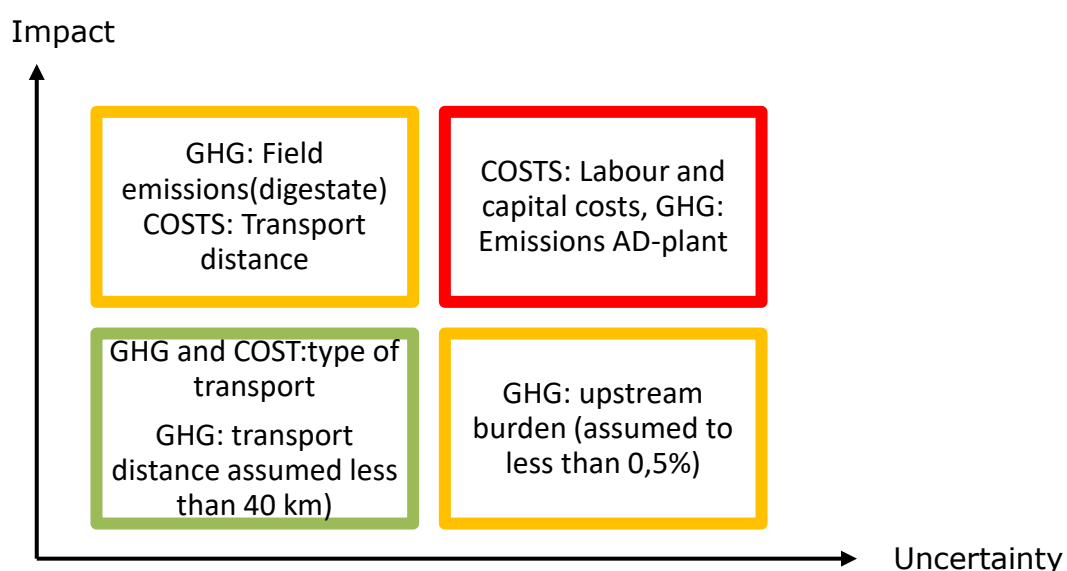 Impact
GHG: Field
emissions(digestate)
COSTS: Transport
distance
COSTS: Labour and
capital costs, GHG:
Emissions AD-plant
GHG and COST:type of
transport
GHG: transport
distance assumed less
than 40 km)
GHG: upstream
burden (assumed to
less than 0,5%)
Uncertainty